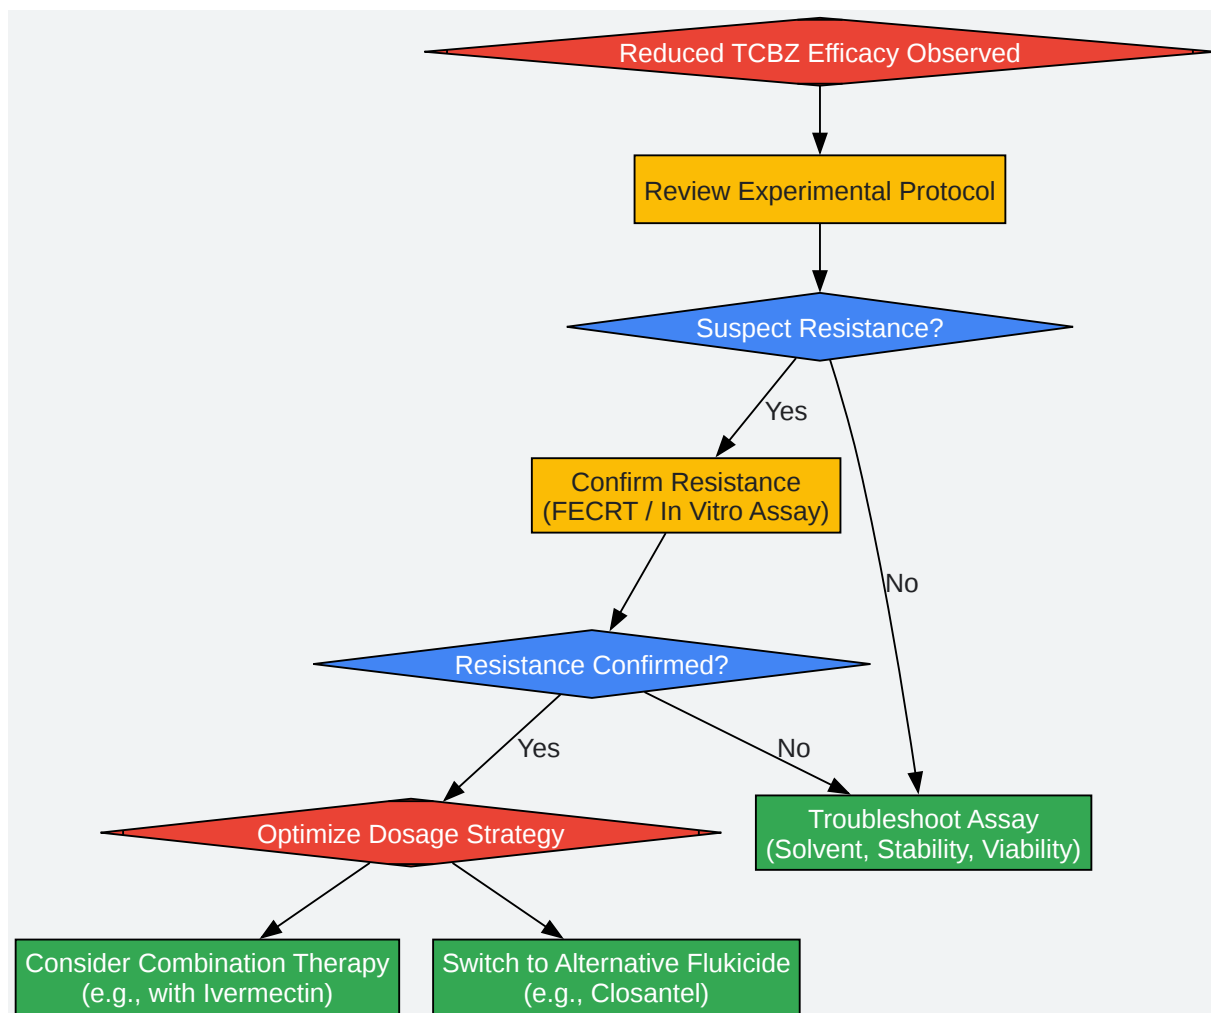 Reduced TCBZ Efficacy Observed
Review Experimental Protocol
Suspect Resistance?
Yes
Confirm Resistance
(FECRT / In Vitro Assay)
No
Resistance Confirmed?
Yes
No
Optimize Dosage Strategy
Troubleshoot Assay
(Solvent, Stability, Viability)
Consider Combination Therapy
(e.g., with Ivermectin)
Switch to Alternative Flukicide
(e.g., Closantel)